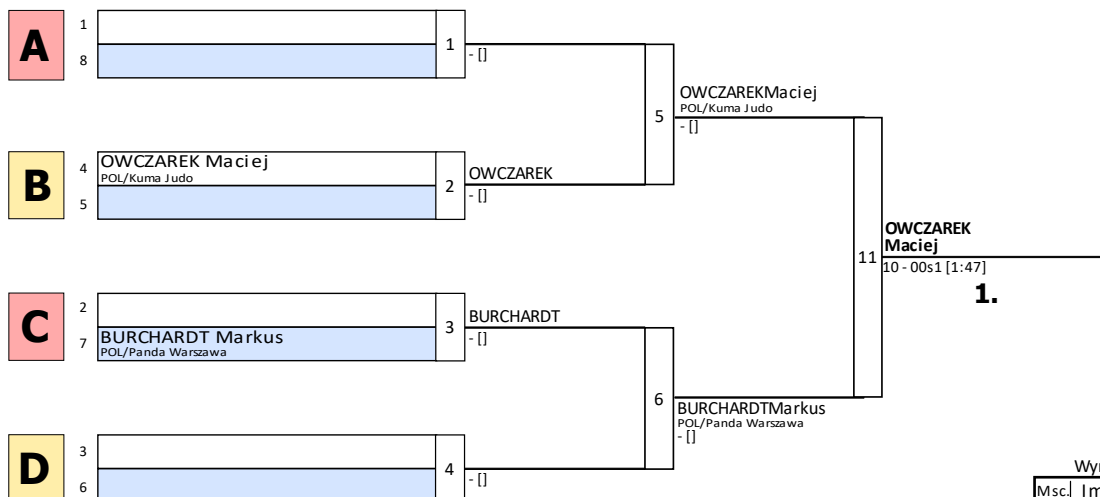 A
1
8
1
- []
OWCZAREKMaciej
POL/Kuma Judo
- []
5
B
4
OWCZAREK Maciej
POL/Kuma Judo
5
2
OWCZAREK
- []
OWCZAREK
Maciej
10 - 00s1 [1:47]
1.
11
C
2
7
BURCHARDT Markus
POL/Panda Warszawa
3
BURCHARDT
- []
6
BURCHARDTMarkus
POL/Panda Warszawa
- []
D
3
6
4
- []
Wyr
Msc.
Im